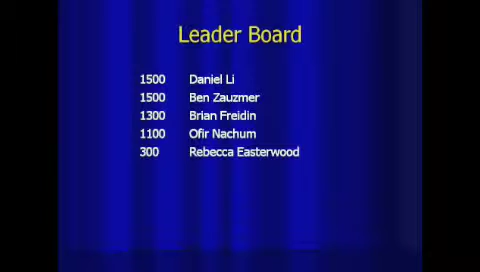 Leader Board
1500 Daniel Li
1500 Ben Zauzmer
1300 Brian Freidin
1100 Ofir Nachum
300 Rebecca Easterwood